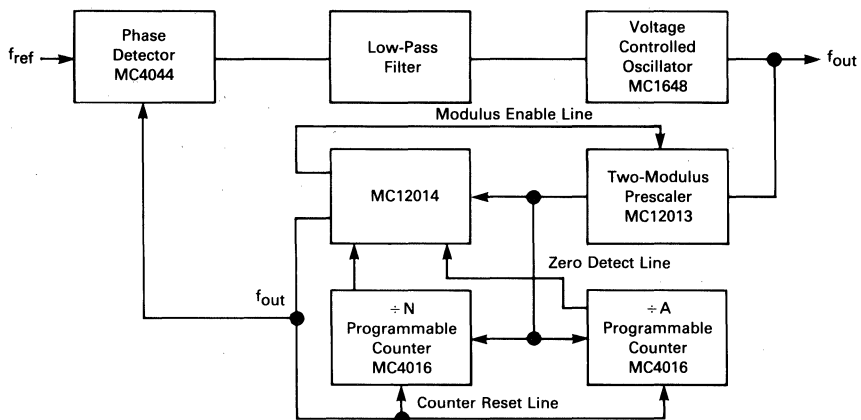 f_ref
Phase
Detector
MC4044
Low-Pass
Filter
Voltage
Controlled
Oscillator
MC1648
f_out
Modulus Enable Line
MC12014
Two-Modulus
Prescaler
MC12013
Zero Detect Line
f_out
÷N
Programmable
Counter
MC4016
÷A
Programmable
Counter
MC4016
Counter Reset Line